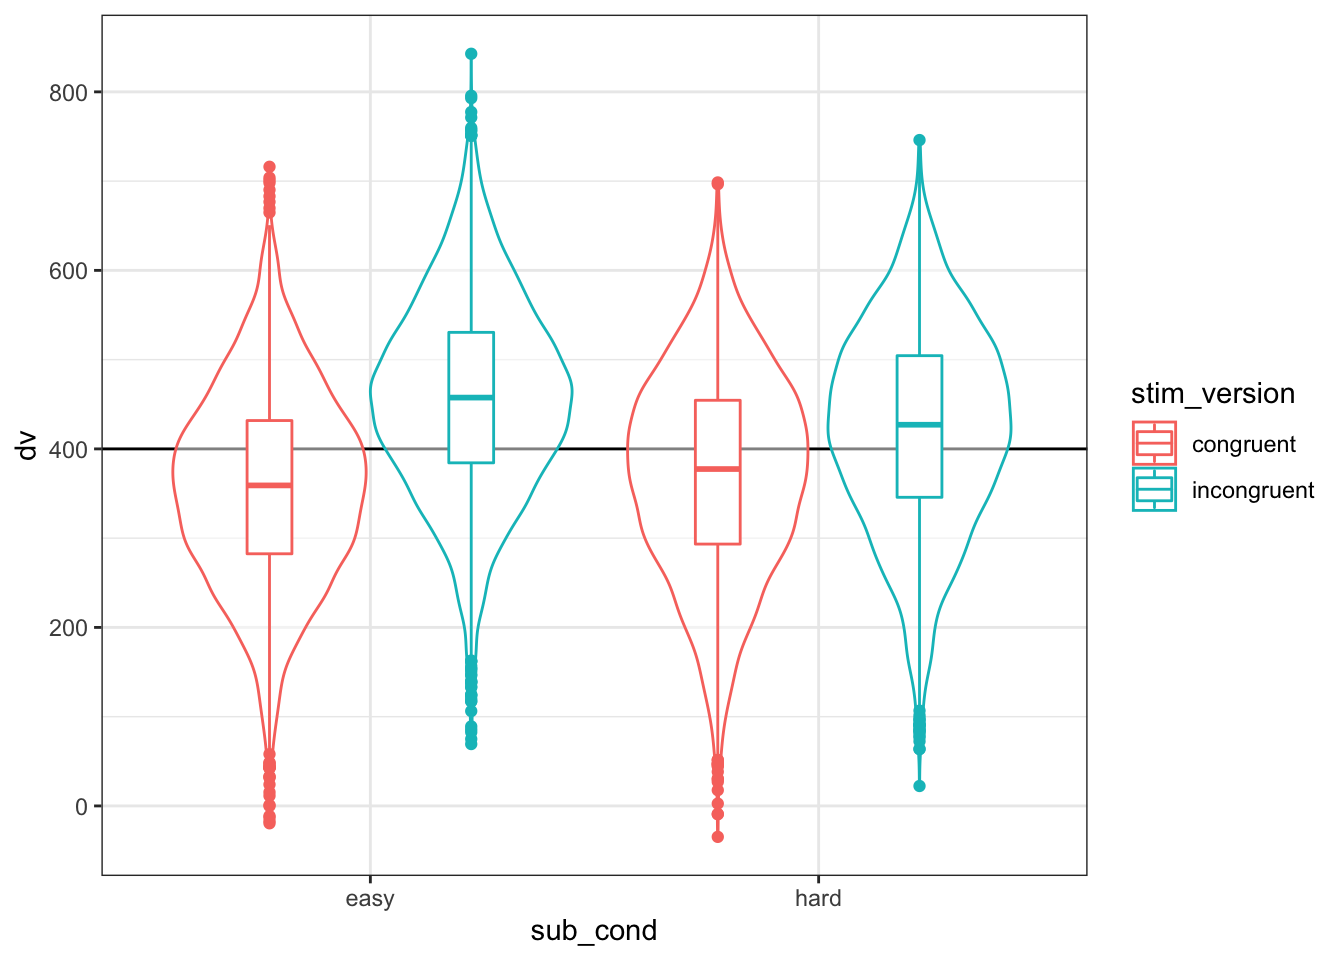 800
600
400
200
0
dv
easy hard
sub_cond
stim_version
congruent
incongruent